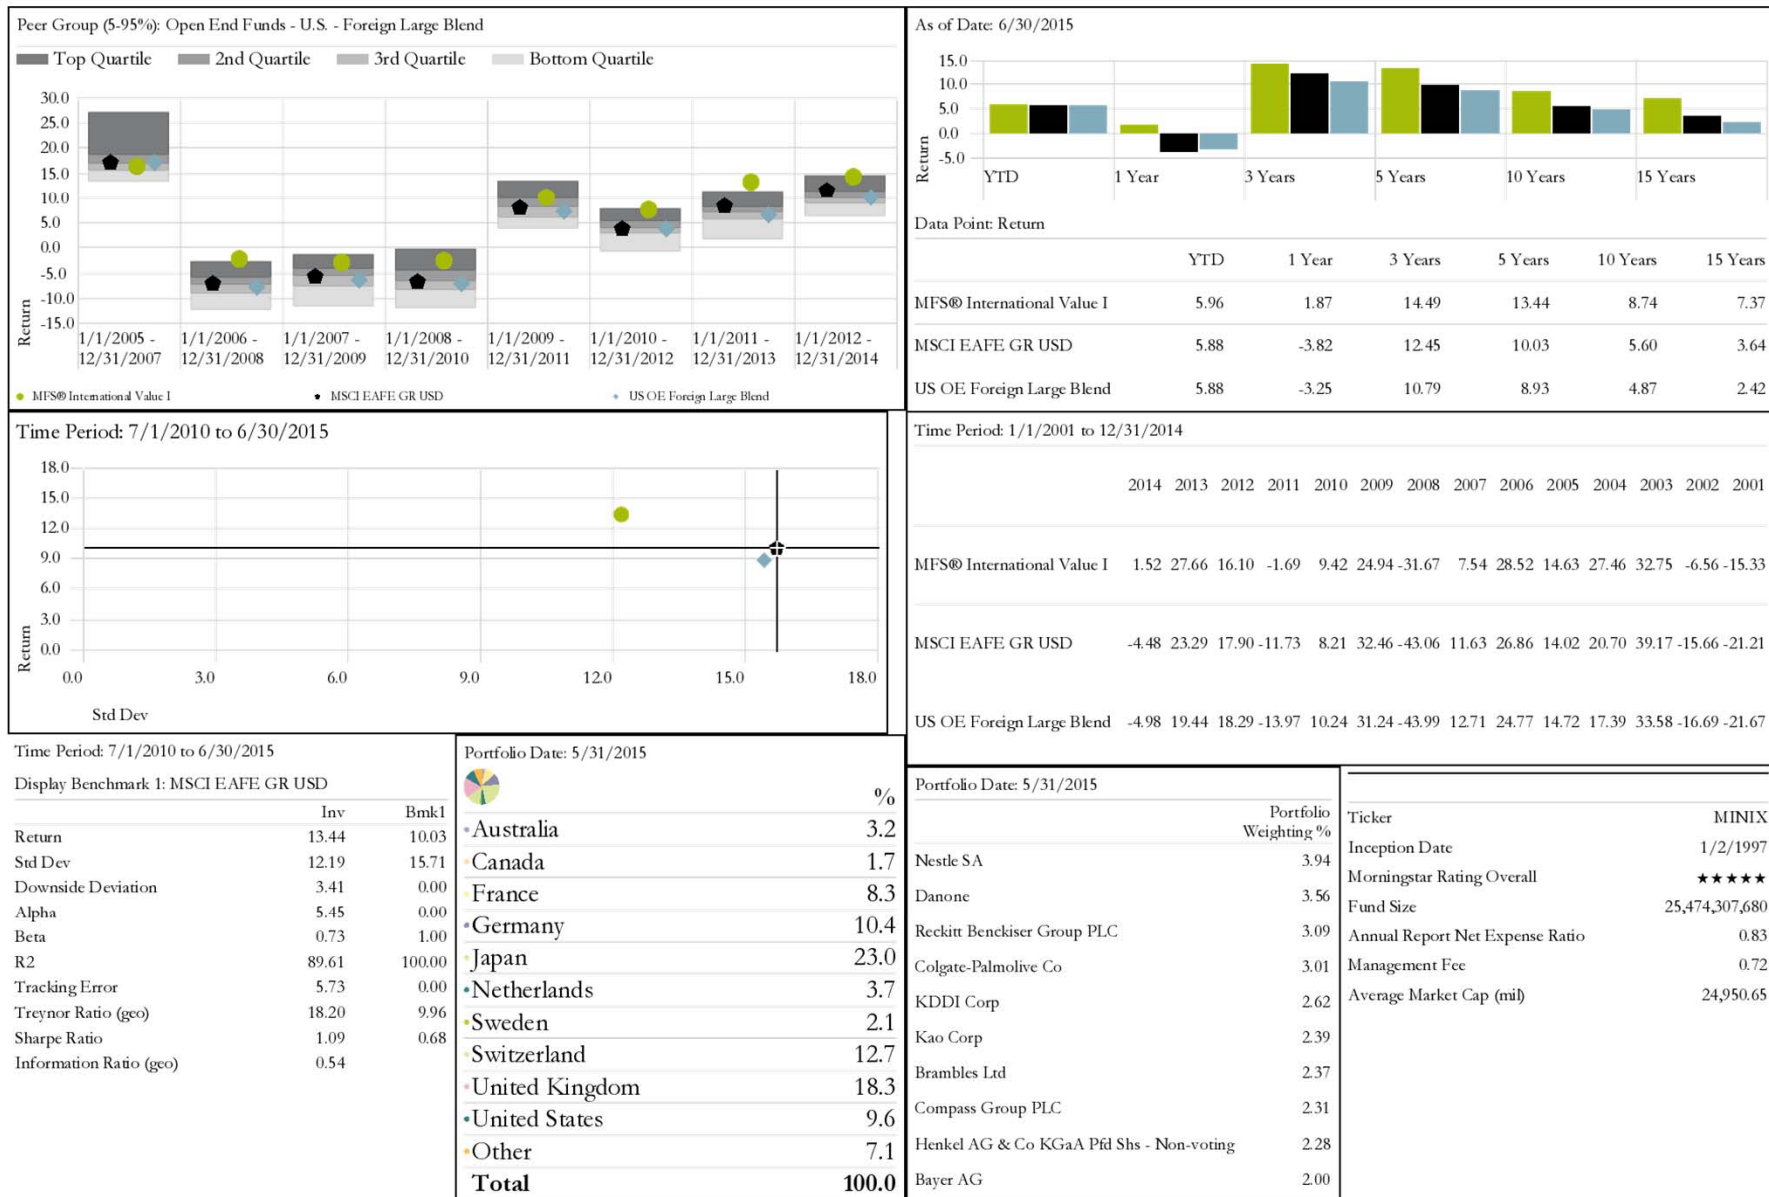 Peer Group (5-95%): Open End Funds - U.S. - Foreign Large Blend
Top Quartile 2nd Quartile 3rd Quartile Bottom Quartile
30.0
25.0
20.0
15.0
10.0
5.0
0.0
-5.0
-10.0
-15.0
Return
1/1/2005 - 1/1/2006 - 1/1/2007 - 1/1/2008 - 1/1/2009 - 1/1/2010 - 1/1/2011 - 1/1/2012 -
12/31/2007 12/31/2008 12/31/2009 12/31/2010 12/31/2011 12/31/2012 12/31/2013 12/31/2014
MFS® International Value I MSCI EAFE GR USD US OE Foreign Large Blend
As of Date: 6/30/2015
15.0
10.0
5.0
0.0
-5.0
Return
YTD 1 Year 3 Years 5 Years 10 Years 15 Years
Data Point: Return
YTD 1 Year 3 Years 5 Years 10 Years 15 Years
MFS® International Value I 5.96 1.87 14.49 13.44 8.74 7.37
MSCI EAFE GR USD 5.88 -3.82 12.45 10.03 5.60 3.64
US OE Foreign Large Blend 5.88 -3.25 10.79 8.93 4.87 2.42
Time Period: 7/1/2010 to 6/30/2015
18.0
15.0
12.0
9.0
6.0
3.0
0.0
Return
0.0 3.0 6.0 9.0 12.0 15.0 18.0
Std Dev
Time Period: 1/1/2001 to 12/31/2014
2014 2013 2012 2011 2010 2009 2008 2007 2006 2005 2004 2003 2002 2001
MFS® International Value I 1.52 27.66 16.10 -1.69 9.42 24.94 -31.67 7.54 28.52 14.63 27.46 32.75 -6.56 -15.33
MSCI EAFE GR USD -4.48 23.29 17.90 -11.73 8.21 32.46 -43.06 11.63 26.86 14.02 20.70 39.17 -15.66 -21.21
US OE Foreign Large Blend -4.98 19.44 18.29 -13.97 10.24 31.24 -43.99 12.71 24.77 14.72 17.39 33.58 -16.69 -21.67
Time Period: 7/1/2010 to 6/30/2015
Display Benchmark 1: MSCI EAFE GR USD
Inv Bmk1
Return 13.44 10.03
Std Dev 12.19 15.71
Downside Deviation 3.41 0.00
Alpha 5.45 0.00
Beta 0.73 1.00
R2 89.61 100.00
Tracking Error 5.73 0.00
Treynor Ratio (geo) 18.20 9.96
Sharpe Ratio 1.09 0.68
Information Ratio (geo) 0.54
Portfolio Date: 5/31/2015
%
Australia 3.2
Canada 1.7
France 8.3
Germany 10.4
Japan 23.0
Netherlands 3.7
Sweden 2.1
Switzerland 12.7
United Kingdom 18.3
United States 9.6
Other 7.1
Total 100.0
Portfolio Date: 5/31/2015
Portfolio
Weighting %
Nestle SA 3.94
Danone 3.56
Reckitt Benckiser Group PLC 3.09
Colgate-Palmolive Co 3.01
KDDI Corp 2.62
Kao Corp 2.39
Brambles Ltd 2.37
Compass Group PLC 2.31
Henkel AG & Co KGaA Pfd Shs - Non-voting 2.28
Bayer AG 2.00
Ticker MINIX
Inception Date 1/2/1997
Morningstar Rating Overall ★★★★★
Fund Size 25,474,307,680
Annual Report Net Expense Ratio 0.83
Management Fee 0.72
Average Market Cap (mil) 24,950.65